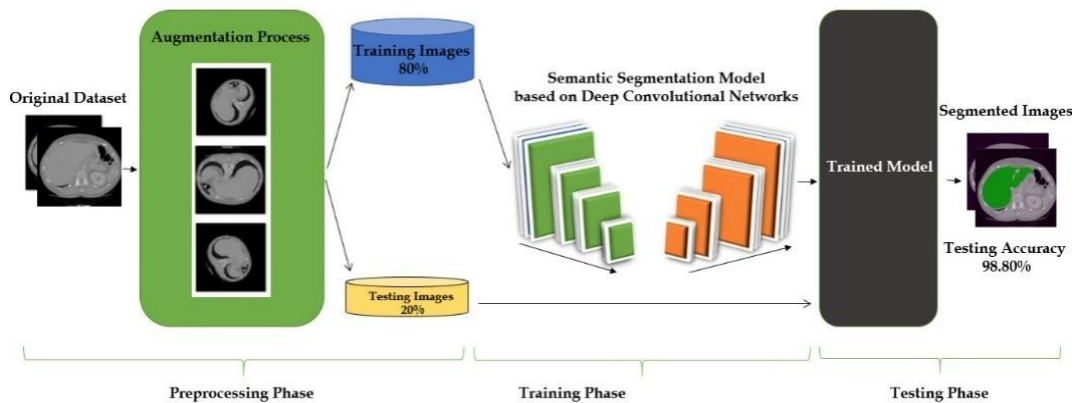 Original Dataset
Augmentation Process
Training Images
80%
Testing Images
20%
Semantic Segmentation Model
based on Deep Convolutional Networks
Trained Model
Segmented Images
Testing Accuracy
98.80%
Preprocessing Phase
Training Phase
Testing Phase